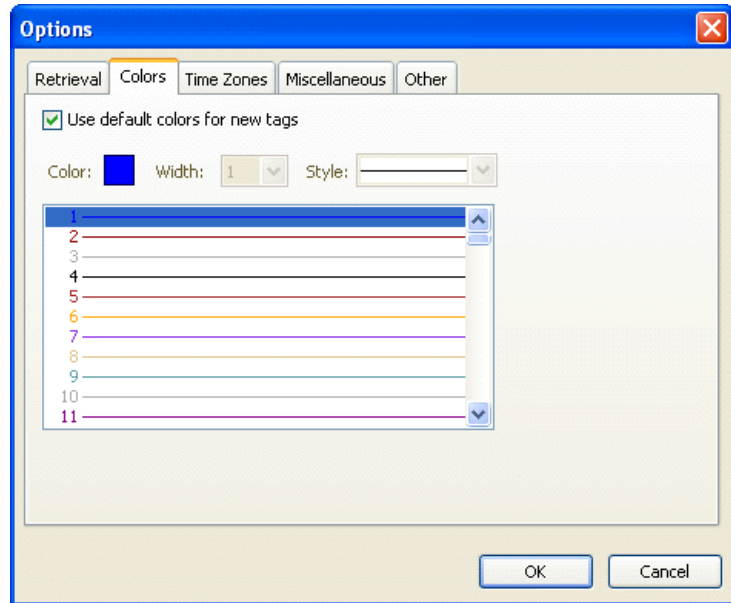 Options
Retrieval Colors Time Zones Miscellaneous Other
Use default colors for new tags
Color: Width: 1 Style:
1
2
3
4
5
6
7
8
9
10
11
OK Cancel